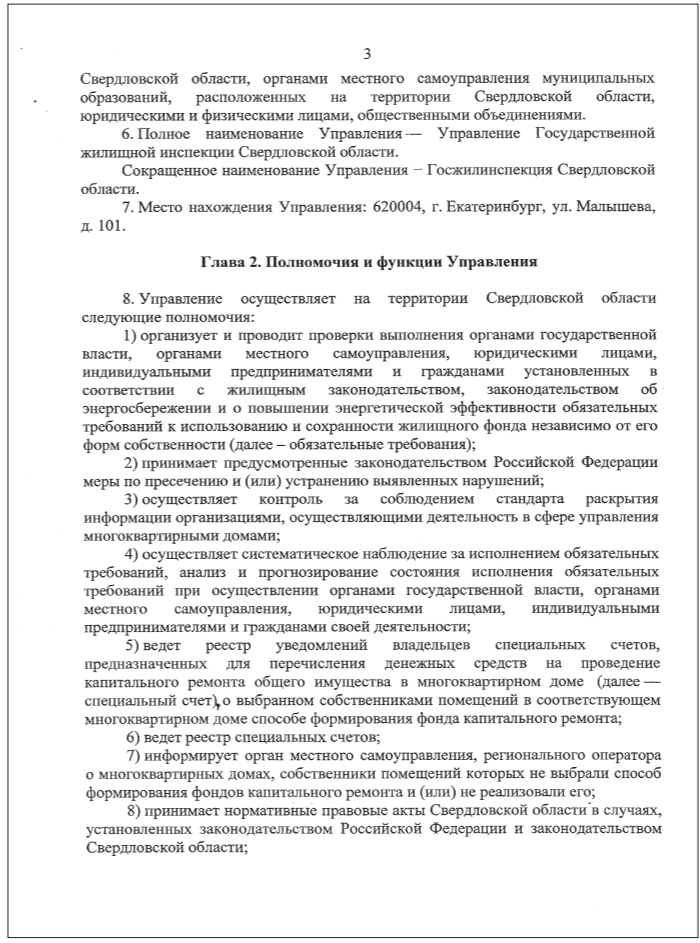 3
Свердловской области, органами местного самоуправления муниципальных
образований, расположенных на территории Свердловской области,
юридическими и физическими лицами, общественными объединениями.
6. Полное наименование Управления — Управление Государственной
жилищной инспекции Свердловской области.
Сокращенное наименование Управления – Госжилинспекция Свердловской
области.
7. Место нахождения Управления: 620004, г. Екатеринбург, ул. Малышева,
д. 101.
Глава 2. Полномочия и функции Управления
8. Управление осуществляет на территории Свердловской области
следующие полномочия:
1) организует и проводит проверки выполнения органами государственной
власти, органами местного самоуправления, юридическими лицами,
индивидуальными предпринимателями и гражданами установленных в
соответствии с жилищным законодательством, законодательством об
энергосбережении и о повышении энергетической эффективности обязательных
требований к использованию и сохранности жилищного фонда независимо от его
форм собственности (далее – обязательные требования);
2) принимает предусмотренные законодательством Российской Федерации
меры по пресечению и (или) устранению выявленных нарушений;
3) осуществляет контроль за соблюдением стандарта раскрытия
информации организациями, осуществляющими деятельность в сфере управления
многоквартирными домами;
4) осуществляет систематическое наблюдение за исполнением обязательных
требований, анализ и прогнозирование состояния исполнения обязательных
требований при осуществлении органами государственной власти, органами
местного самоуправления, юридическими лицами, индивидуальными
предпринимателями и гражданами своей деятельности;
5) ведет реестр уведомлений владельцев специальных счетов,
предназначенных для перечисления денежных средств на проведение
капитального ремонта общего имущества в многоквартирном доме (далее —
специальный счет), о выбранном собственниками помещений в соответствующем
многоквартирном доме способе формирования фонда капитального ремонта;
6) ведет реестр специальных счетов;
7) информирует орган местного самоуправления, регионального оператора
о многоквартирных домах, собственники помещений которых не выбрали способ
формирования фондов капитального ремонта и (или) не реализовали его;
8) принимает нормативные правовые акты Свердловской области в случаях,
установленных законодательством Российской Федерации и законодательством
Свердловской области;